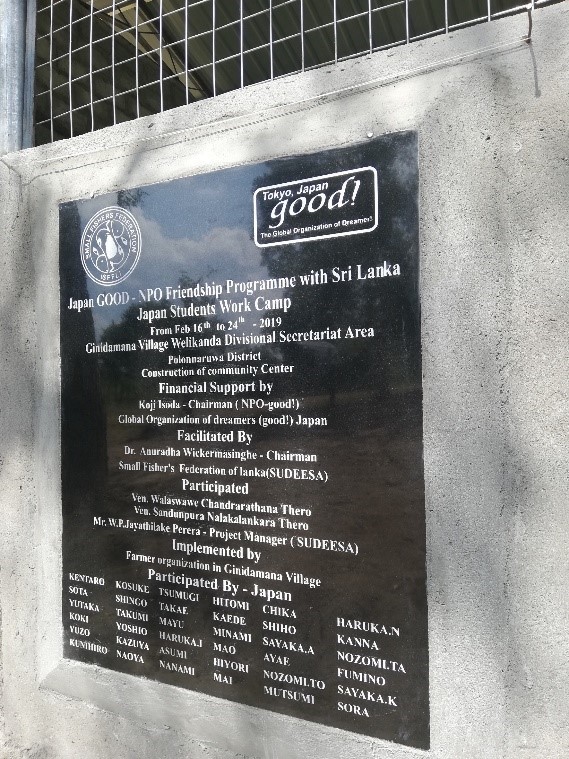 SMALL FISHERS FEDERATION
Tokyo, Japan
good!
The Global Organization of Dreamer!
Japan GOOD - NPO Friendship Programme with Sri Lanka
Japan Students Work Camp
From Feb 16th to 24th - 2019
Ginidamana Village Welikanda Divisional Secretariat Area
Polonnaruwa District
Construction of community Center
Financial Support by
Koji Isoda - Chairman ( NPO-good!)
Global Organization of dreamers (good!) Japan
Facilitated By
Dr. Anuradha Wickermasinghe - Chairman
Small Fisher's Federation of lanka(SUDEESA)
Participated
Ven. Walaswawe Chandrarathana Thero
Ven. Sandunpura Nalakalankara Thero
Mr. W.P.Jayathilake Perera - Project Manager ( SUDEESA)
Implemented by
Farmer organization in Ginidamana Village
Participated By - Japan
KENTARO KOSUKE TSUMUGI HITOMI CHIKA HARUKA.N
SOTA SHINGO TAKAE KAEDE SHIHO KANNA
YUTAKA TAKUMI MAYU MINAMI SAYAKA.A NOZOMI.TA
KOKI YOSHIO HARUKA.I MAO AYAE FUMINO
YUZO KAZUYA ASUMI HIYORI NOZOMI.TO SAYAKA.K
KUNIHIRO NAOYA NANAMI MAI MUTSUMI SORA